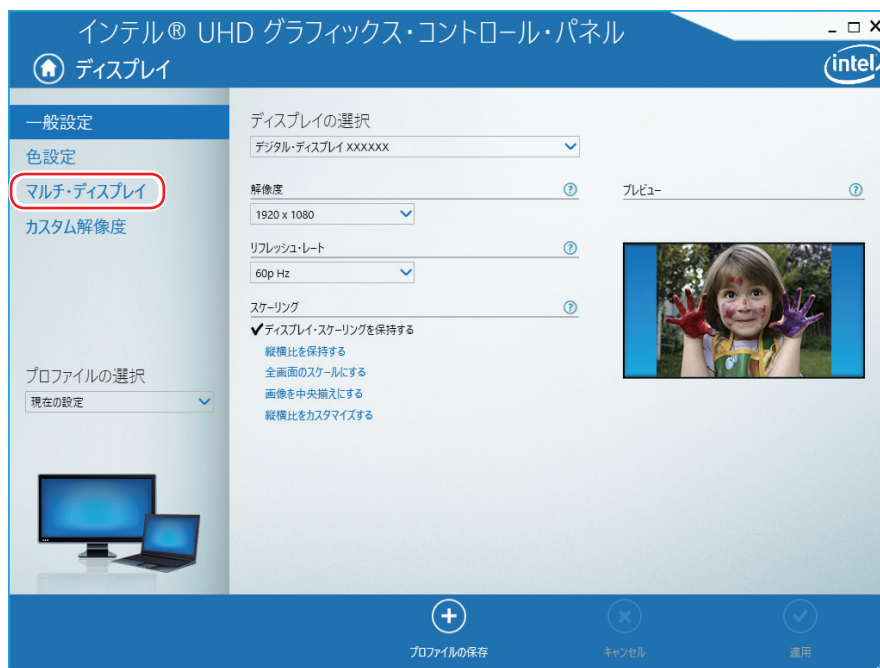 インテル® UHD グラフィックス・コントロール・パネル
ディスプレイ
intel
一般設定
色設定
マルチ・ディスプレイ
カスタム解像度
プロファイルの選択
現在の設定
ディスプレイの選択
デジタル・ディスプレイ XXXXXX
解像度
?
1920 x 1080
リフレッシュ・レート
?
60p Hz
スケーリング
?
✔ディスプレイ・スケーリングを保持する
縦横比を保持する
全画面のスケールにする
画像を中央揃えにする
縦横比をカスタマイズする
プレビュー
?
プロファイルの保存
キャンセル
適用